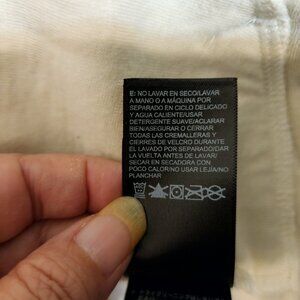 E: NO LAVAR EN SECO/LAVAR
A MANO O A MÁQUINA POR
SEPARADO EN CICLO DELICADO
Y AGUA CALIENTE/USAR
DETERGENTE SUAVE/ACLARAR
BIEN/ASEGURAR O CERRAR
TODAS LAS CREMALLERAS Y
CIERRES DE VELCRO DURANTE
EL LAVADO POR SEPARADO/DAR
LA VUELTA ANTES DE LAVAR/
SECAR EN SECADORA CON
POCO CALOR/NO USAR LEJÍA/NO
PLANCHAR